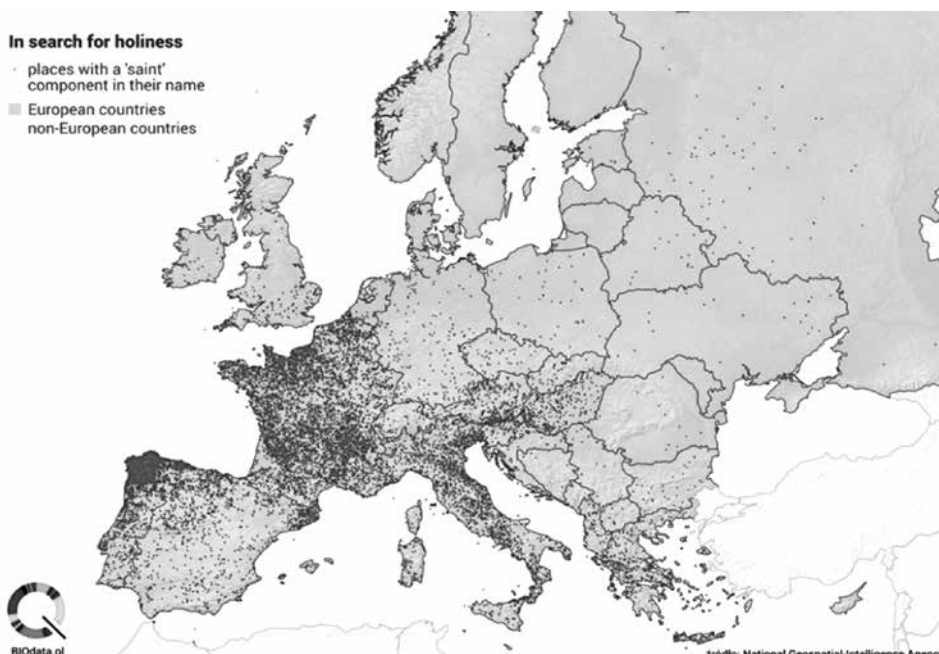 In search for holiness
places with a 'saint'
component in their name
European countries
non-European countries
BIOdata.pl
National Geospatial-Intelligence